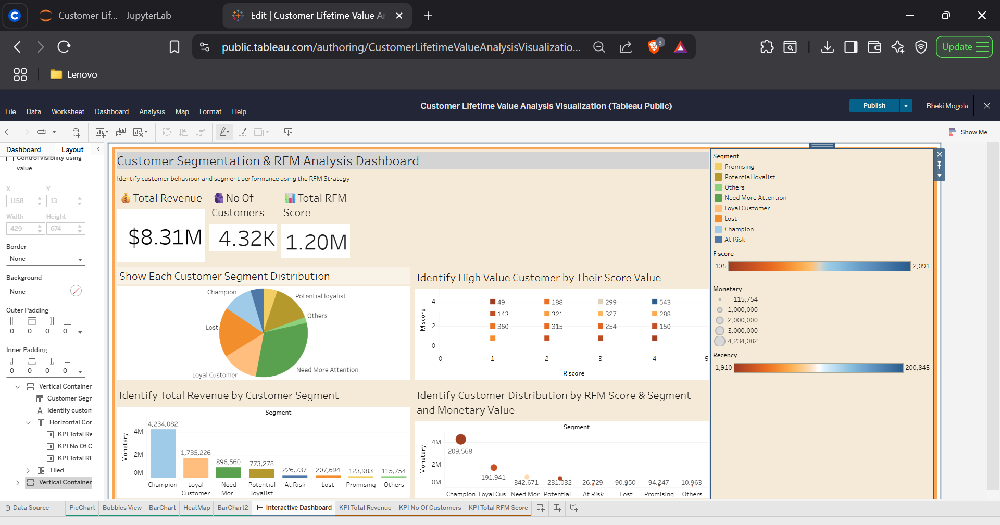 Customer Lif... - JupyterLab
Edit | Customer Lifetime Value Ar
public.tableau.com/authoring/CustomerLifetimeValueAnalysisVisualizatio...
3
Update
Lenovo
Customer Lifetime Value Analysis Visualization (Tableau Public)
Publish
Bheki Mogola
File Data Worksheet Dashboard Analysis Map Format Help
Show Me
Dashboard Layout
Control visibility using
value
X Y
1158 13
Width Height
429 674
Border
None
Background
None
Outer Padding
0 0 0 0
Inner Padding
0 0 0 0
Vertical Container
Customer Segr
Identify custom
Horizontal Cor
KPI Total Re
KPI No Of C
KPI Total RF
Tiled
Vertical Container
Customer Segmentation & RFM Analysis Dashboard
Identify customer behaviour and segment performance using the RFM Strategy
Total Revenue
$8.31M
No Of
Customers
4.32K
Total RFM
Score
1.20M
Show Each Customer Segment Distribution
Champion
Potential loyalist
Others
Lost
Need More Attention
Loyal Customer
Identify High Value Customer by Their Score Value
M score
4 49 188 299 543
143 321 327 288
2 360 315 254 150
0
0 1 2 3 4 5
R score
Identify Total Revenue by Customer Segment
Segment
Monetary
4M
2M
0M
4,234,082
1,735,226
896,560
773,278
226,737
207,694
123,983
115,754
Champion
Loyal
Customer
Need
Mor..
Potential
loyalist
At Risk
Lost
Promising
Others
Identify Customer Distribution by RFM Score & Segment
and Monetary Value
Segment
Monetary
4M
2M
0M
209,568
191,941
342,671
231,032
26,729
90,950
94,247
10,963
Champion Loyal Cus.. Need Mor.. Potential .. At Risk Lost Promising Others
Segment
Promising
Potential loyalist
Others
Need More Attention
Loyal Customer
Lost
Champion
At Risk
F score
135 2,091
Monetary
115,754
1,000,000
2,000,000
3,000,000
4,234,082
Recency
1,910 200,845
Data Source PieChart Bubbles View BarChart HeatMap BarChart2 Interactive Dashboard KPI Total Revenue KPI No Of Customers KPI Total RFM Score